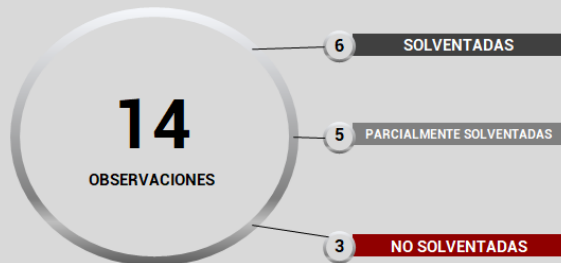 14
OBSERVACIONES
6 SOLVENTADAS
5 PARCIALMENTE SOLVENTADAS
3 NO SOLVENTADAS